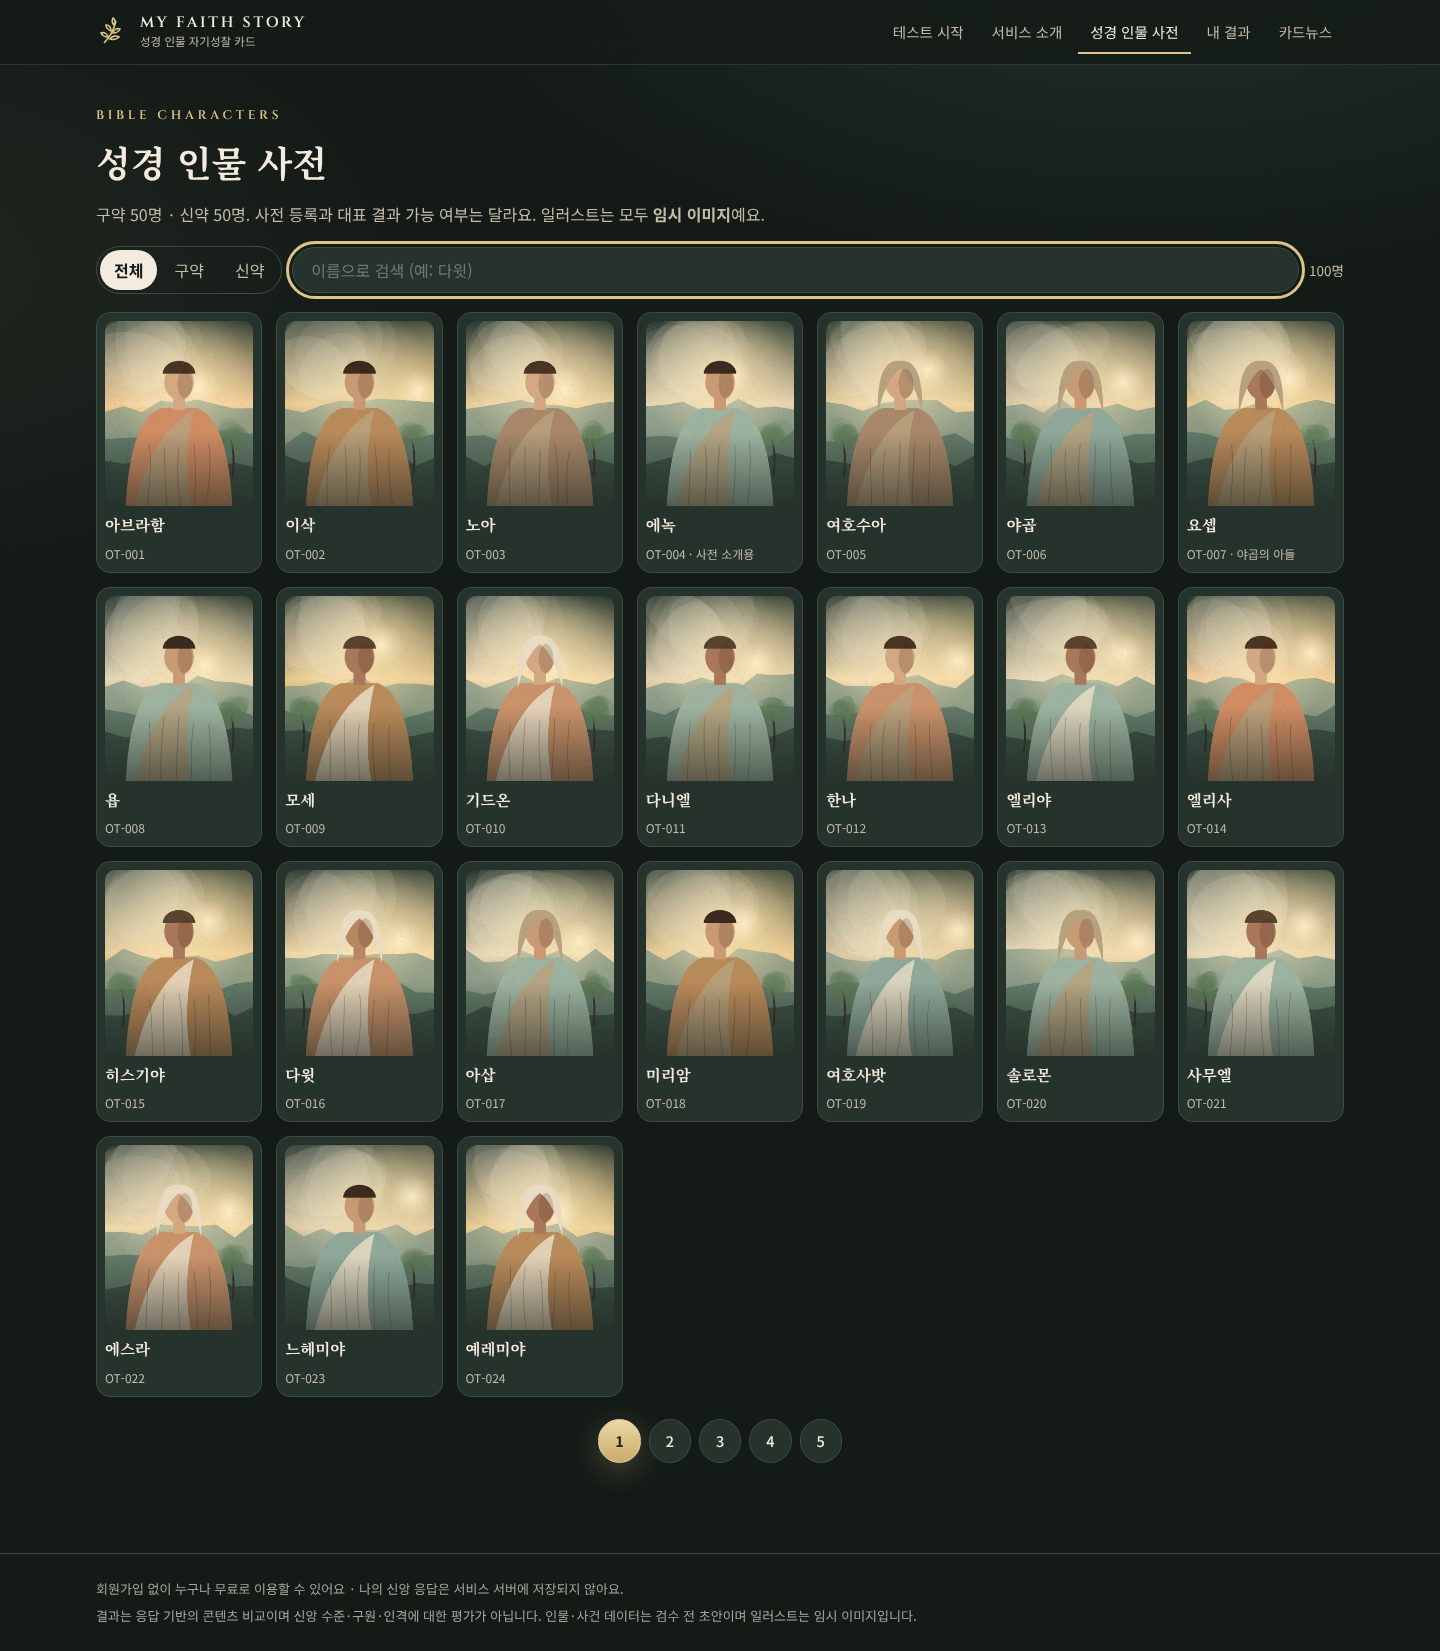 MY FAITH STORY
성경 인물 자기성찰 카드
테스트 시작 서비스 소개 성경 인물 사전 내 결과 카드뉴스
BIBLE CHARACTERS
성경 인물 사전
구약 50명 · 신약 50명. 사전 등록과 대표 결과 가능 여부는 달라요. 일러스트는 모두 임시 이미지예요.
전체 구약 신약 이름으로 검색 (예: 다윗) 100명
아브라함 이삭 노아 에녹 여호수아 야곱 요셉
OT-001 OT-002 OT-003 OT-004 · 사전 소개용 OT-005 OT-006 OT-007 · 야곱의 아들
욥 모세 기드온 다니엘 한나 엘리야 엘리사
OT-008 OT-009 OT-010 OT-011 OT-012 OT-013 OT-014
히스기야 다윗 아삽 미리암 여호사밧 솔로몬 사무엘
OT-015 OT-016 OT-017 OT-018 OT-019 OT-020 OT-021
에스라 느헤미야 예레미야
OT-022 OT-023 OT-024
1 2 3 4 5
회원가입 없이 누구나 무료로 이용할 수 있어요 · 나의 신앙 응답은 서비스 서버에 저장되지 않아요.
결과는 응답 기반의 콘텐츠 비교이며 신앙 수준·구원·인격에 대한 평가가 아닙니다. 인물·사건 데이터는 검수 전 초안이며 일러스트는 임시 이미지입니다.